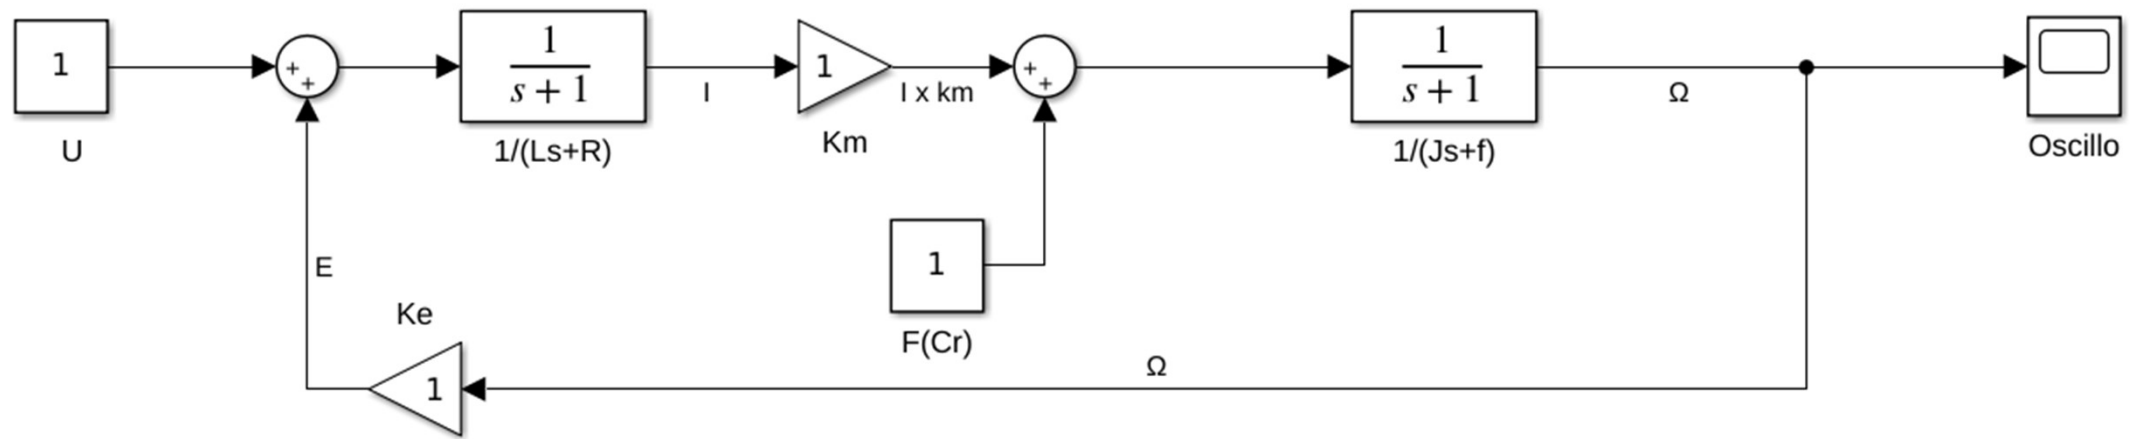 1
U
+
+
1
s + 1
1/(Ls+R)
I
1
Km
I x km
+
+
1
s + 1
1/(Js+f)
Ω
Oscillo
E
1
F(Cr)
Ke
1
Ω